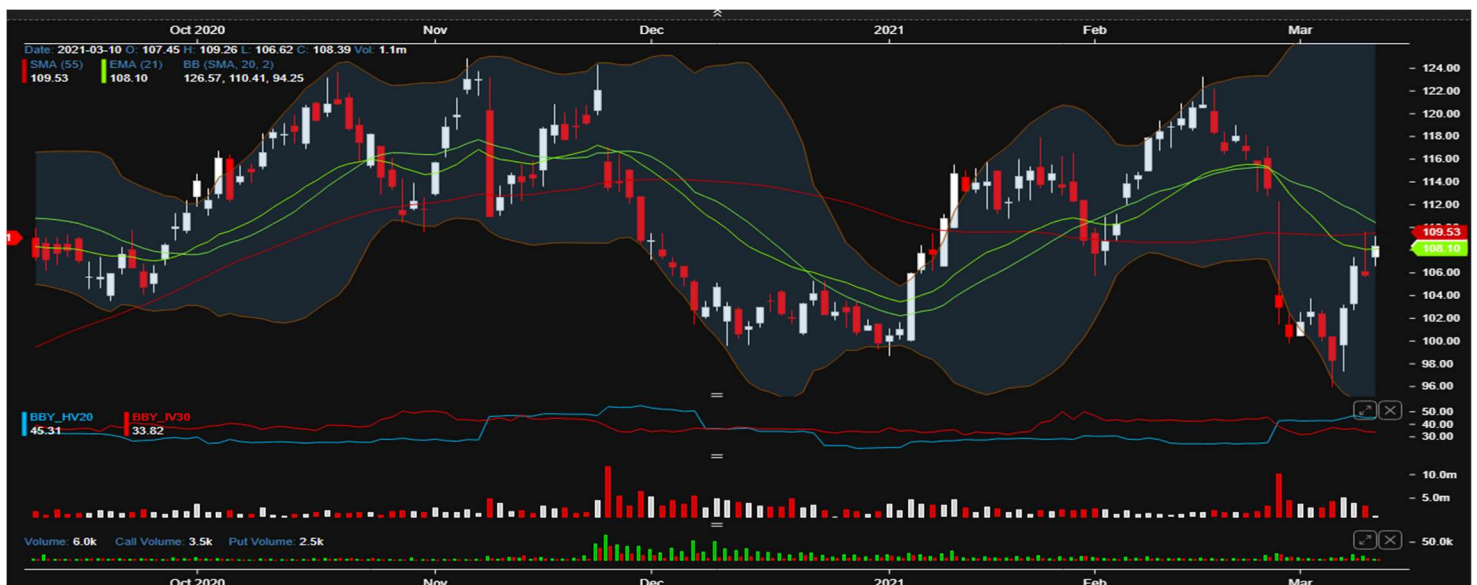 Oct 2020 Nov Dec 2021 Feb Mar
Date: 2021-03-10 O: 107.45 H: 109.26 L: 106.62 C: 108.39 Vol: 1.1m
SMA (55) EMA (21) BB (SMA, 20, 2)
109.53 108.10 126.57, 110.41, 94.25
124.00
122.00
120.00
118.00
116.00
114.00
112.00
109.53
108.10
106.00
104.00
102.00
100.00
98.00
96.00
1
BBY_HV20 BBY_IV30
45.31 33.82
50.00
40.00
30.00
10.0m
5.0m
Volume: 6.0k Call Volume: 3.5k Put Volume: 2.5k
50.0k
Oct 2020 Nov Dec 2021 Feb Mar